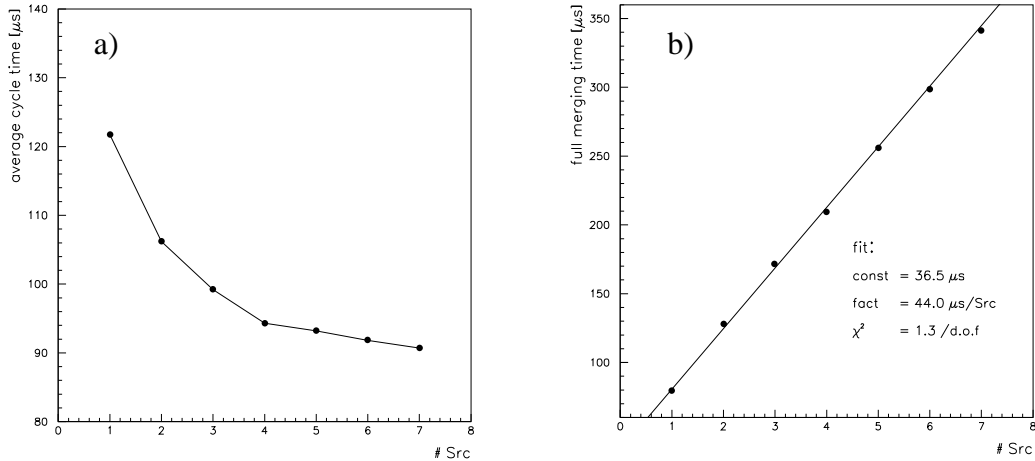 a)
average cycle time [μs]
140
130
120
110
100
90
80
0 1 2 3 4 5 6 7 8
# Src
b)
full merging time [μs]
350
300
250
200
150
100
fit:
const = 36.5 μs
fact = 44.0 μs/Src
χ² = 1.3 /d.o.f
0 1 2 3 4 5 6 7 8
# Src